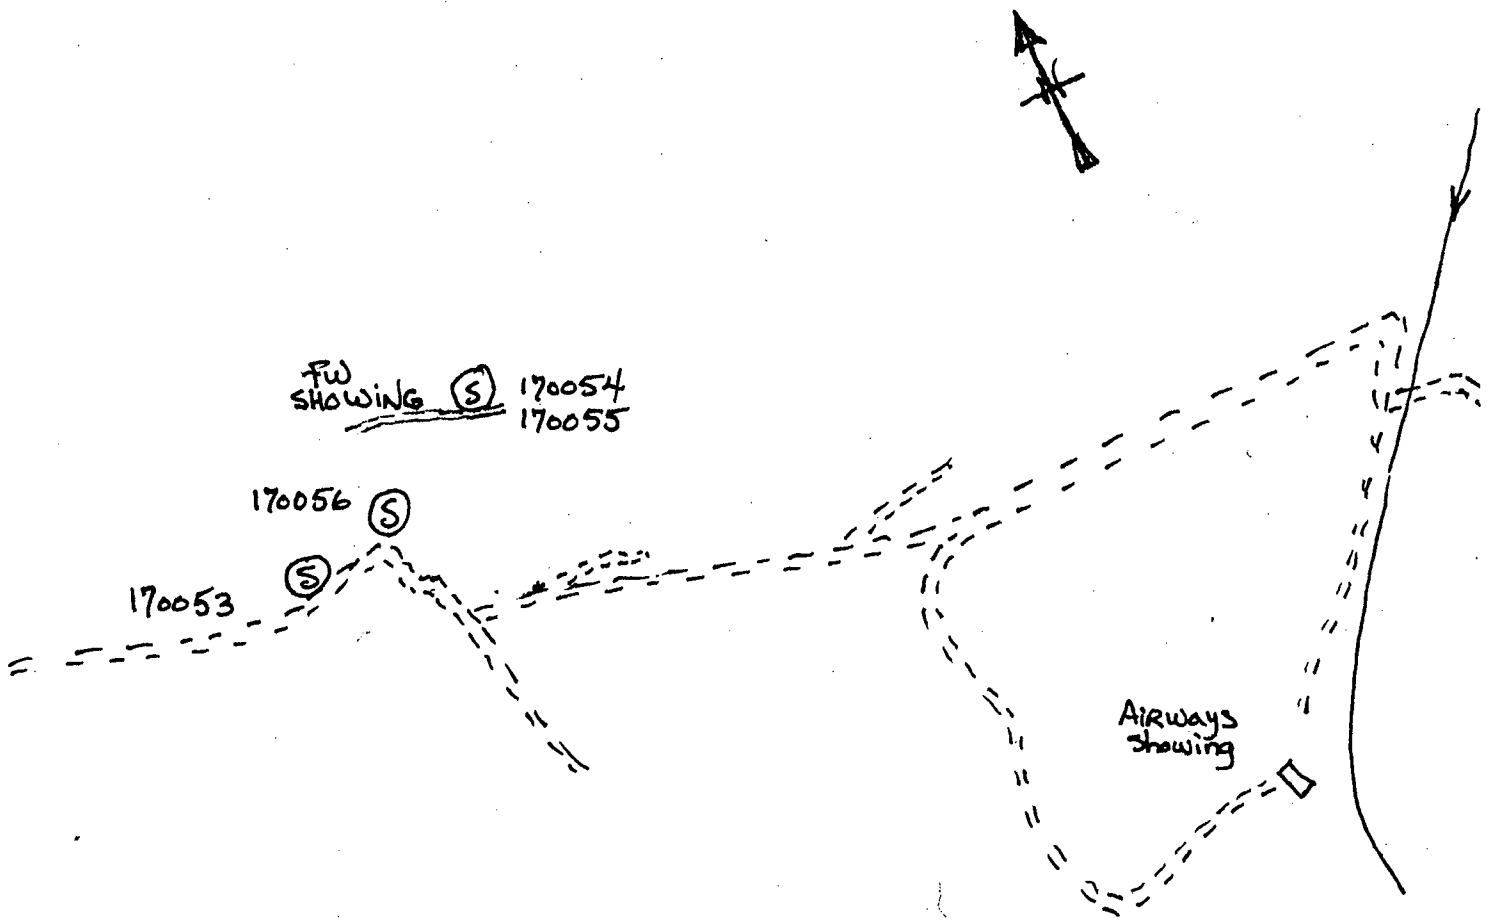 FW
SHOWING Ⓢ 170054
170055
170056 Ⓢ
Ⓢ
170053
AIRWAYS
Showing